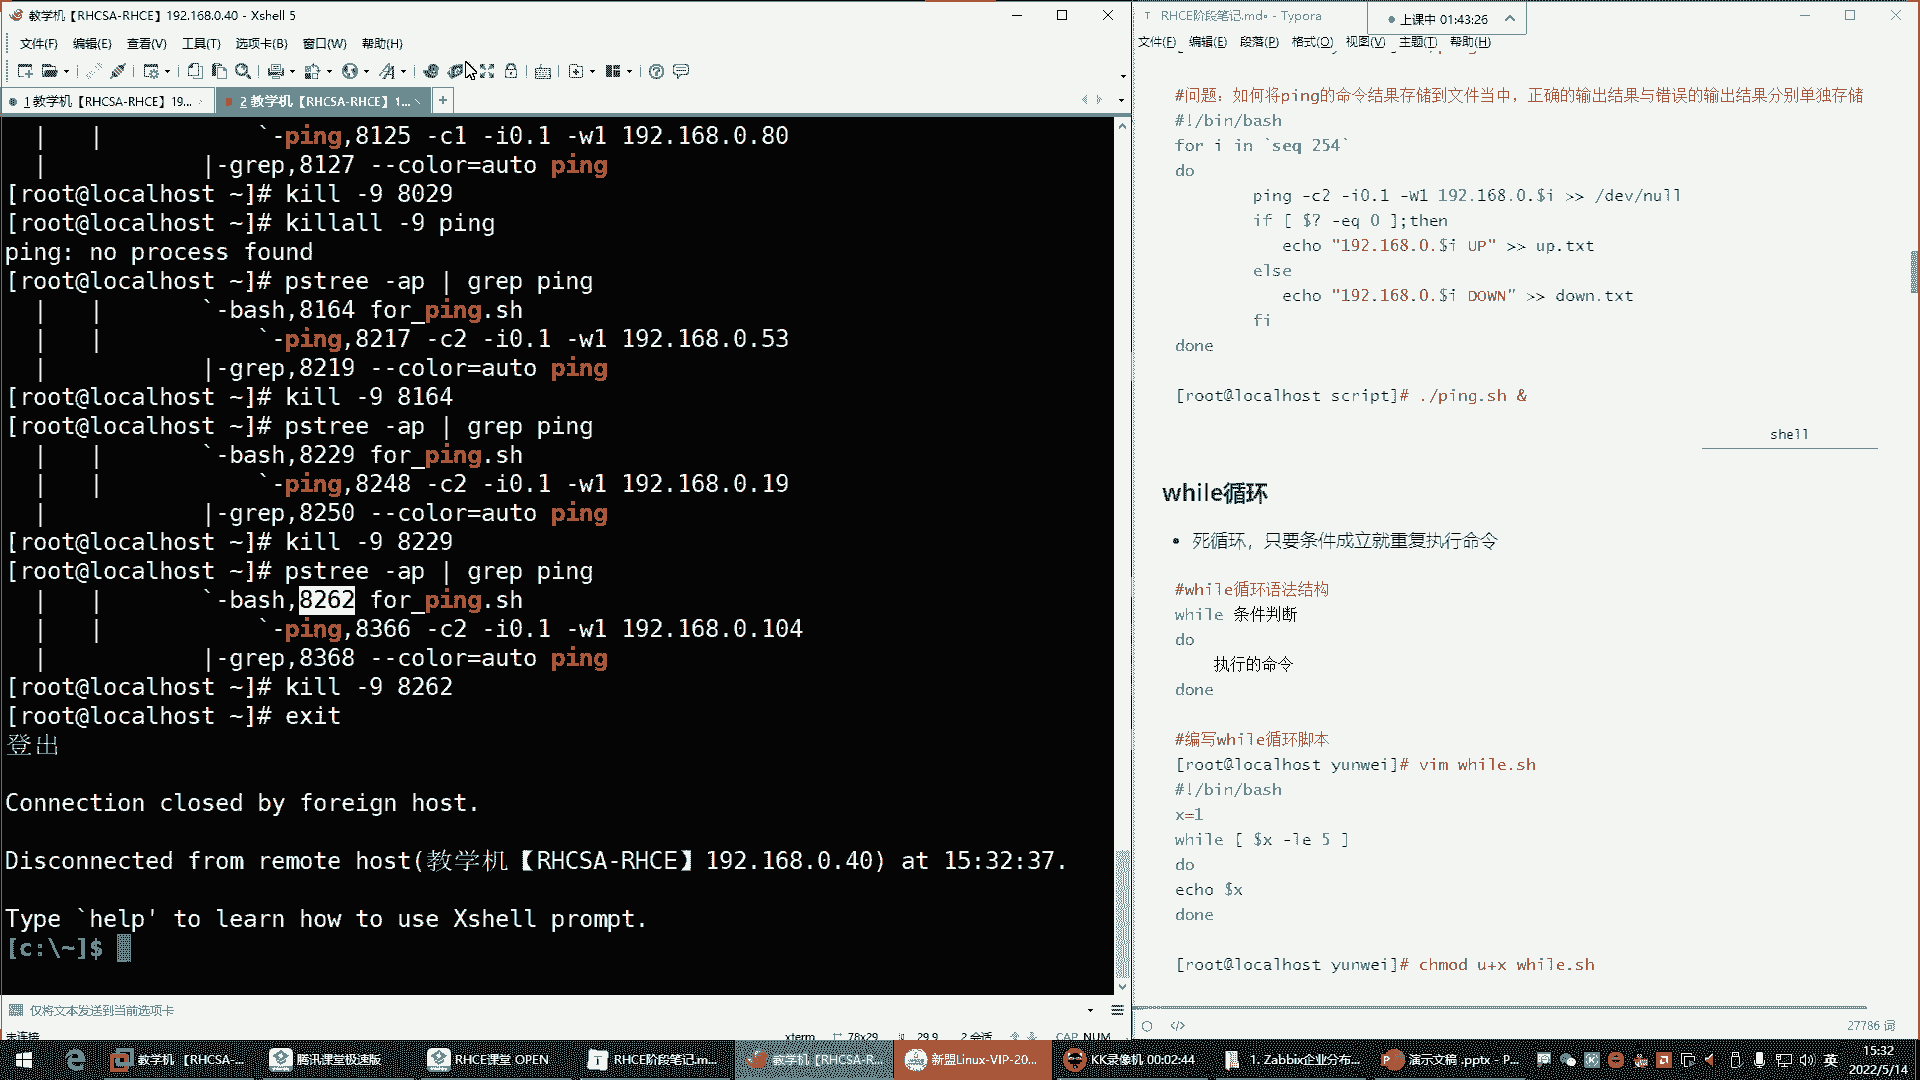 教学机【RHCSA-RHCE】192.168.0.40 - Xshell 5
文件(F) 编辑(E) 查看(V) 工具(T) 选项卡(B) 窗口(W) 帮助(H)
1 教学机【RHCSA-RHCE】19... 2 教学机【RHCSA-RHCE】1...
|   |           `-ping,8125 -c1 -i0.1 -w1 192.168.0.80
|           |-grep,8127 --color=auto ping
[root@localhost ~]# kill -9 8029
[root@localhost ~]# killall -9 ping
ping: no process found
[root@localhost ~]# pstree -ap | grep ping
|   |       `-bash,8164 for_ping.sh
|   |           `-ping,8217 -c2 -i0.1 -w1 192.168.0.53
|           |-grep,8219 --color=auto ping
[root@localhost ~]# kill -9 8164
[root@localhost ~]# pstree -ap | grep ping
|   |       `-bash,8229 for_ping.sh
|   |           `-ping,8248 -c2 -i0.1 -w1 192.168.0.19
|           |-grep,8250 --color=auto ping
[root@localhost ~]# kill -9 8229
[root@localhost ~]# pstree -ap | grep ping
|   |       `-bash,8262 for_ping.sh
|   |           `-ping,8366 -c2 -i0.1 -w1 192.168.0.104
|           |-grep,8368 --color=auto ping
[root@localhost ~]# kill -9 8262
[root@localhost ~]# exit
登出
Connection closed by foreign host.
Disconnected from remote host(教学机【RHCSA-RHCE】192.168.0.40) at 15:32:37.
Type `help' to learn how to use Xshell prompt.
[c:\~]$
仅将文本发送到当前选项卡
未连接 xterm 78x29 29,9 2 会话 CAP NUM
RHCE阶段笔记.md• - Typora
上课中 01:43:26
文件(F) 编辑(E) 段落(P) 格式(O) 视图(V) 主题(T) 帮助(H)
#问题：如何将ping的命令结果存储到文件当中，正确的输出结果与错误的输出结果分别单独存储
#!/bin/bash
for i in `seq 254`
do
ping -c2 -i0.1 -W1 192.168.0.$i >> /dev/null
if [ $? -eq 0 ];then
echo "192.168.0.$i UP" >> up.txt
else
echo "192.168.0.$i DOWN" >> down.txt
fi
done
[root@localhost script]# ./ping.sh &
shell
while循环
• 死循环，只要条件成立就重复执行命令
#while循环语法结构
while 条件判断
do
执行的命令
done
#编写while循环脚本
[root@localhost yunwei]# vim while.sh
#!/bin/bash
x=1
while [ $x -le 5 ]
do
echo $x
done
[root@localhost yunwei]# chmod u+x while.sh
</> 27786 词
教学机 【RHCSA-... 腾讯课堂极速版 RHCE课堂 OPEN RHCE阶段笔记.m... 教学机【RHCSA-R... 新盟Linux-VIP-20... KK录像机 00:02:44 1. Zabbix企业分布... 演示文稿 .pptx - P... 英 15:32
2022/5/14